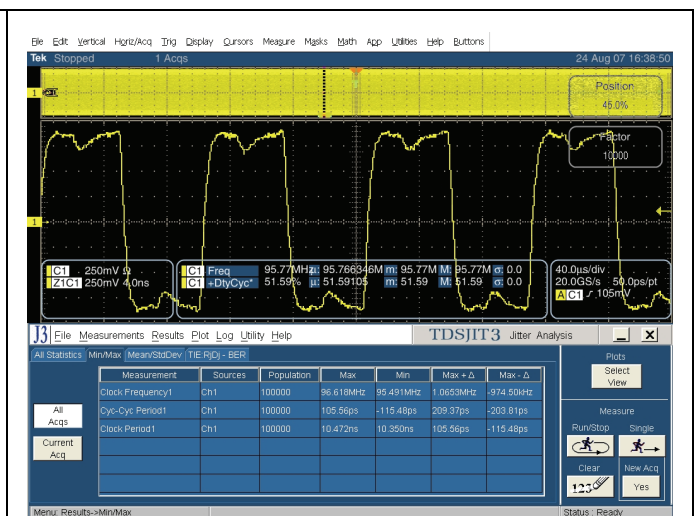 File Edit Vertical Horiz/Acq Trig Display Cursors Measure Masks Math App Utilities Help Buttons
Tek Stopped 1 Acqs 24 Aug 07 16:38:50
Position
45.0%
Factor
10000
1
1
C1 250mV Ω
Z1C1 250mV 4.0ns
C1 Freq 95.77MHz µ: 95.766346M m: 95.77M M: 95.77M σ: 0.0
C1 +DtyCyc* 51.59% µ: 51.59105 m: 51.59 M: 51.59 σ: 0.0
40.0µs/div
20.0GS/s 50.0ps/pt
A C1 105mV
J3 File Measurements Results Plot Log Utility Help TDSJIT3 Jitter Analysis
All Statistics Min/Max Mean/StdDev TIE:RjDj - BER
Measurement Sources Population Max Min Max + Δ Max - Δ
Clock Frequency1 Ch1 100000 96.618MHz 95.491MHz 1.0653MHz -974.50kHz
Cyc-Cyc Period1 Ch1 100000 105.56ps -115.48ps 209.37ps -203.81ps
Clock Period1 Ch1 100000 10.472ns 10.350ns 105.56ps -115.48ps
All
Acqs
Current
Acq
Plots
Select
View
Measure
Run/Stop Single
Clear New Acq
123 Yes
Menu: Results->Min/Max Status : Ready